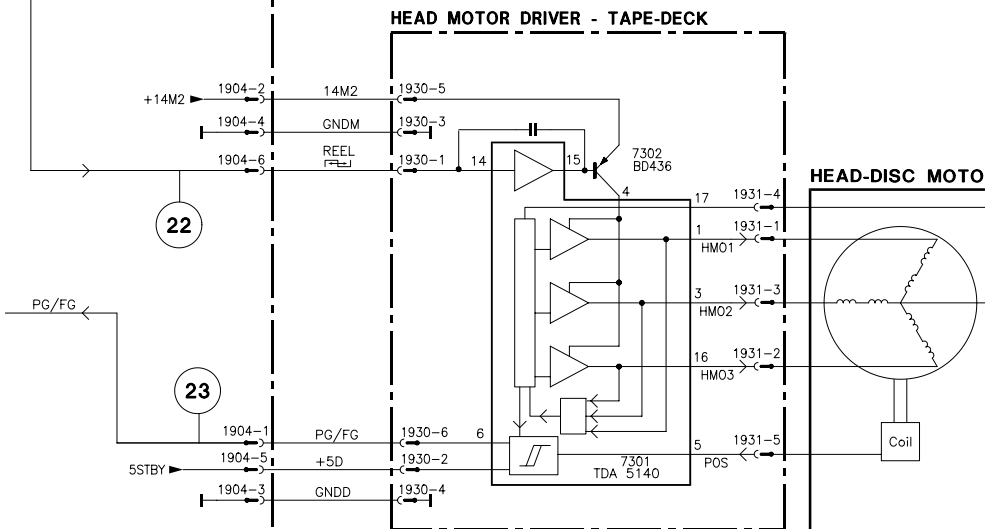 HEAD MOTOR DRIVER - TAPE-DECK
+14M2
1904-2
14M2
1930-5
1904-4
GNDM
1930-3
1904-6
REEL
1930-1
14
15
7302
BD436
4
22
HEAD-DISC MOTO
17
1931-4
1
HMO1
1931-1
3
HMO2
1931-3
16
HMO3
1931-2
PG/FG
23
1904-1
PG/FG
1930-6
6
5
POS
1931-5
Coil
5STBY
1904-5
+5D
1930-2
7301
TDA 5140
1904-3
GNDD
1930-4